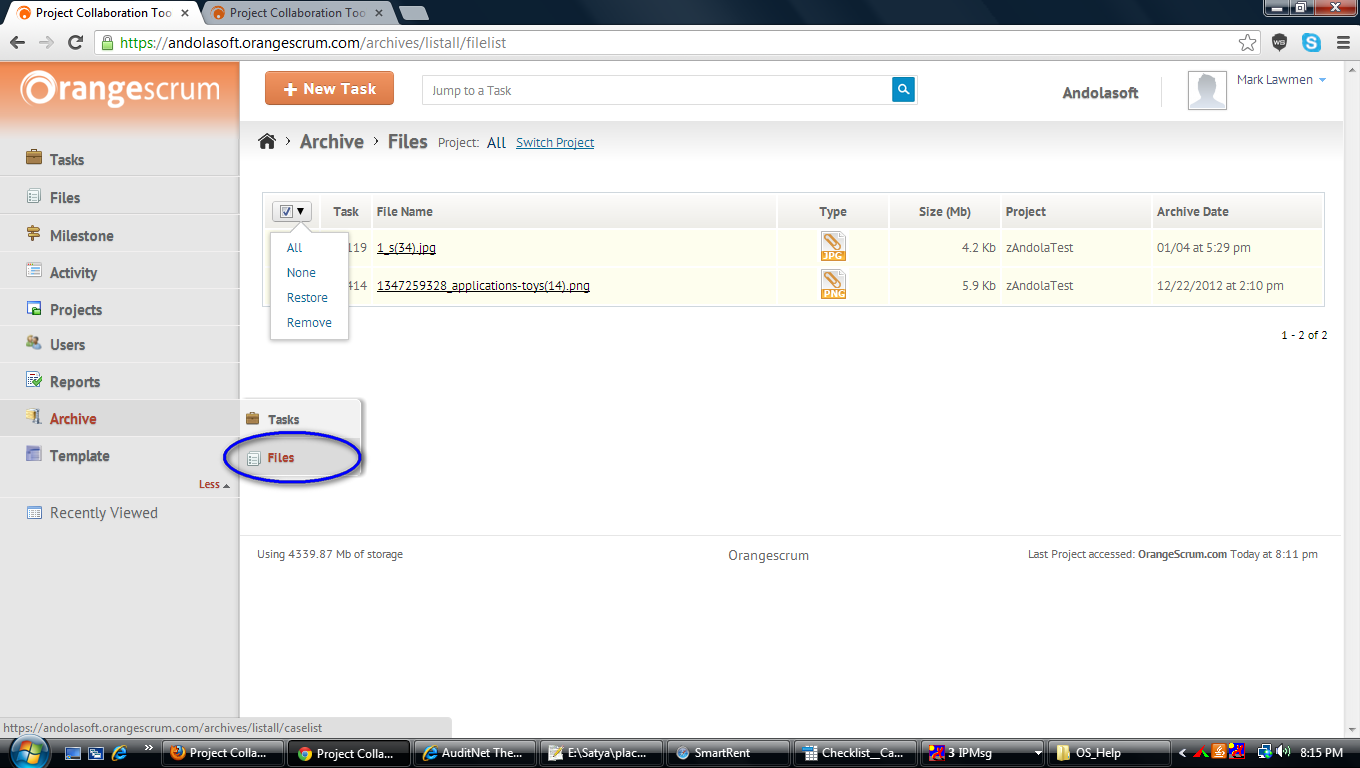 Project Collaboration Too
Project Collaboration Too
https://andolasoft.orangescrum.com/archives/listall/filelist
Orangescrum
+ New Task
Jump to a Task
Andolasoft
Mark Lawmen
Archive › Files Project: All Switch Project
Tasks
Files
Milestone
Activity
Projects
Users
Reports
Archive
Template
Less
Recently Viewed
Task File Name Type Size (Mb) Project Archive Date
119 1_s(34).jpg JPG 4.2 Kb zAndolaTest 01/04 at 5:29 pm
414 1347259328_applications-toys(14).png PNG 5.9 Kb zAndolaTest 12/22/2012 at 2:10 pm
All
None
Restore
Remove
1 - 2 of 2
Tasks
Files
Using 4339.87 Mb of storage
Orangescrum
Last Project accessed: OrangeScrum.com Today at 8:11 pm
https://andolasoft.orangescrum.com/archives/listall/caselist
Project Colla...
Project Colla...
AuditNet The...
E:\Satya\plac...
SmartRent
Checklist__Ca...
3 IPMsg
OS_Help
8:15 PM